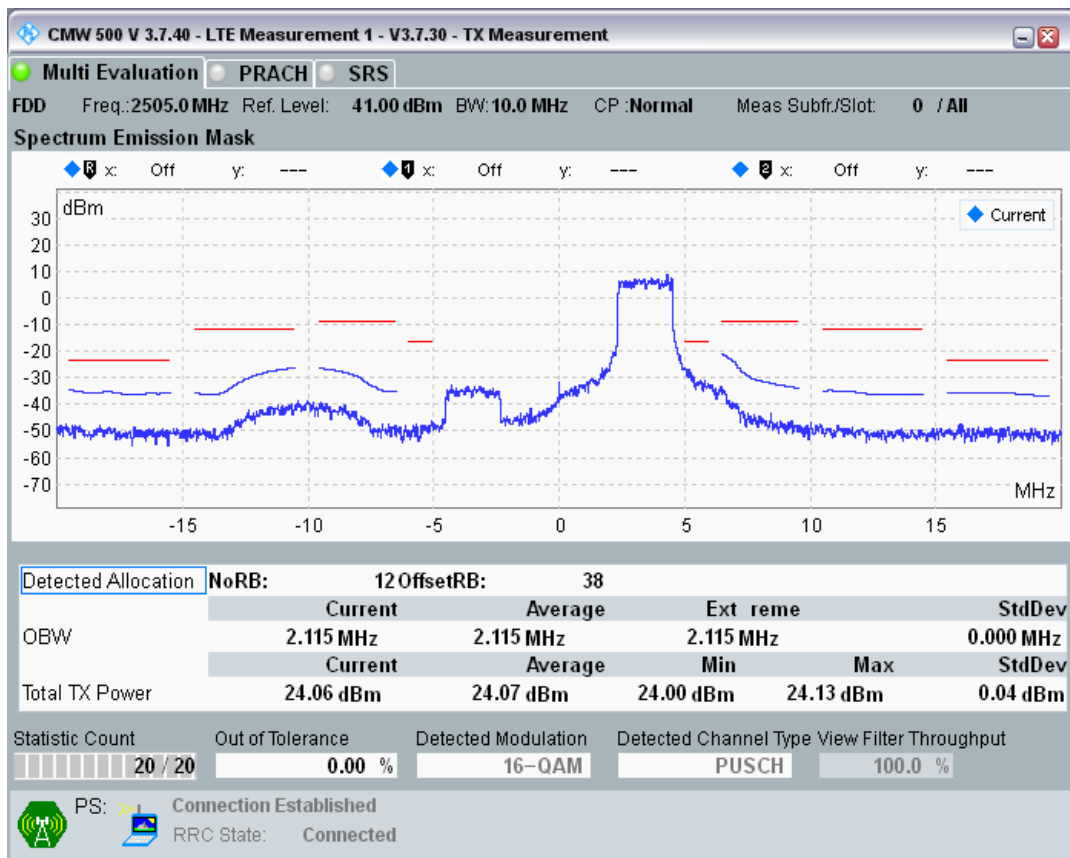 CMW 500 V 3.7.40 - LTE Measurement 1 - V3.7.30 - TX Measurement
Multi Evaluation PRACH SRS
FDD Freq.:2505.0 MHz Ref. Level: 41.00 dBm BW: 10.0 MHz CP :Normal Meas Subfr./Slot: 0 / All
Spectrum Emission Mask
R x: Off y: --- 1 x: Off y: --- 2 x: Off y: ---
dBm
Current
30
20
10
0
-10
-20
-30
-40
-50
-60
-70
MHz
-15 -10 -5 0 5 10 15
Detected Allocation NoRB: 12 OffsetRB: 38
Current Average Ext reme StdDev
OBW 2.115 MHz 2.115 MHz 2.115 MHz 0.000 MHz
Current Average Min Max StdDev
Total TX Power 24.06 dBm 24.07 dBm 24.00 dBm 24.13 dBm 0.04 dBm
Statistic Count Out of Tolerance Detected Modulation Detected Channel Type View Filter Throughput
20 / 20 0.00 % 16-QAM PUSCH 100.0 %
PS: Connection Established
RRC State: Connected